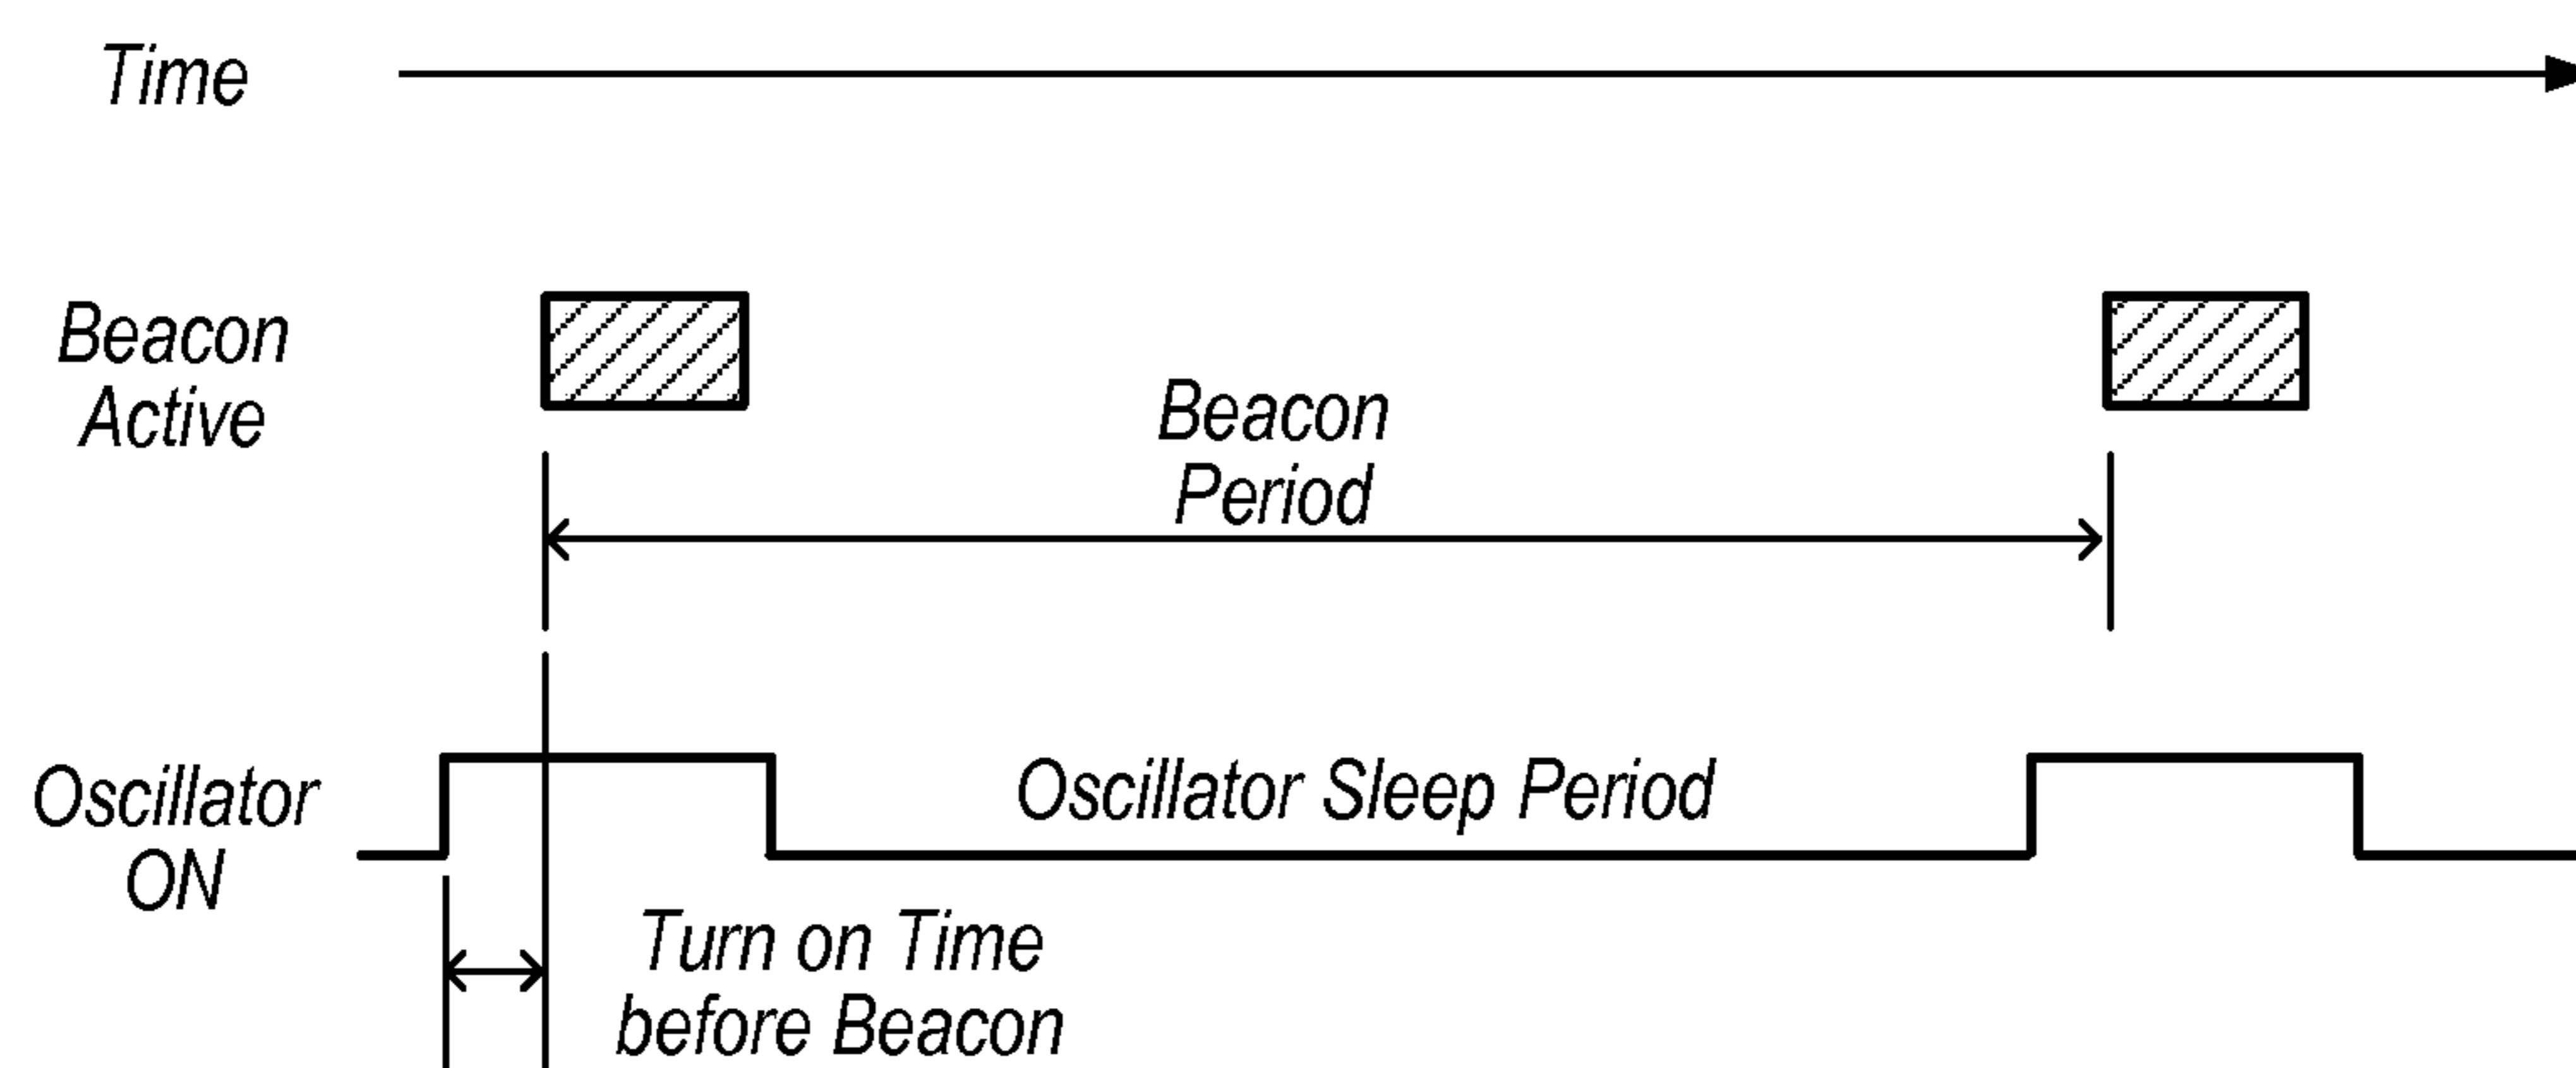 Time
Beacon
Active
Beacon
Period
Oscillator
ON
Oscillator Sleep Period
Turn on Time
before Beacon